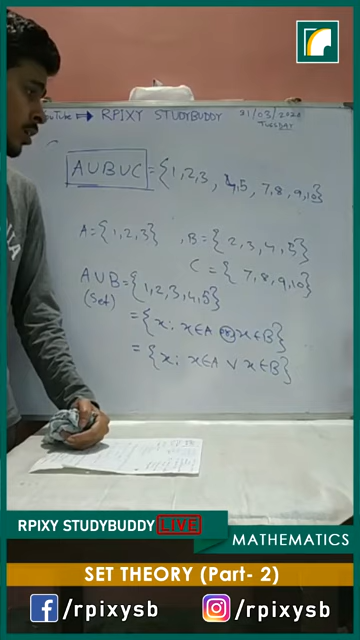 YouTube ⇒ RPIXY STUDYBUDDY 31/03/2020
TUESDAY
A∪B∪C = {1,2,3, 4,5, 7,8,9,10}
A={1,2,3} , B={2,3,4,5}
C={7,8,9,10}
A∪B={1,2,3,4,5}
(Set)
={x: x∈A or x∈B}
={x: x∈A ∨ x∈B}
RPIXY STUDYBUDDY LIVE
MATHEMATICS
SET THEORY (Part- 2)
/rpixysb /rpixysb